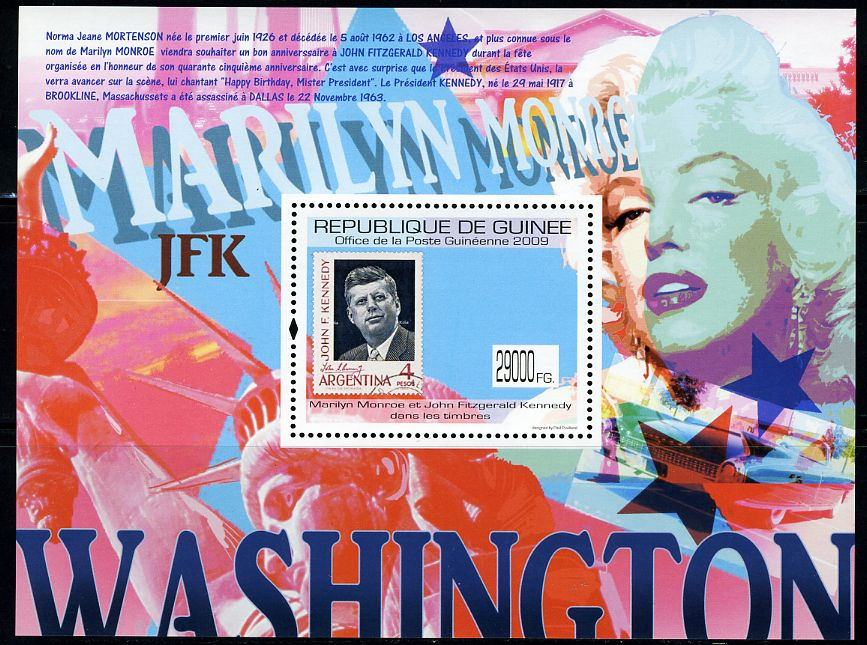 Norma Jeane MORTENSON née le premier juin 1926 et décédée le 5 août 1962 à LOS ANGELES, et plus connue sous le
nom de Marilyn MONROE viendra souhaiter un bon anniversaire à JOHN FITZGERALD KENNEDY durant la fête
organisée en l'honneur de son quarante cinquième anniversaire. C'est avec surprise que le Président des États Unis, la
verra avancer sur la scène, lui chantant "Happy Birthday, Mister President". Le Président KENNEDY, né le 29 mai 1917 à
BROOKLINE, Massachussets a été assassiné à DALLAS le 22 Novembre 1963.
MARILYN MONROE
JFK
REPUBLIQUE DE GUINEE
Office de la Poste Guinéenne 2009
JOHN F. KENNEDY
ARGENTINA 4
PESOS
29000 FG.
Marilyn Monroe et John Fitzgerald Kennedy
dans les timbres
WASHINGTON